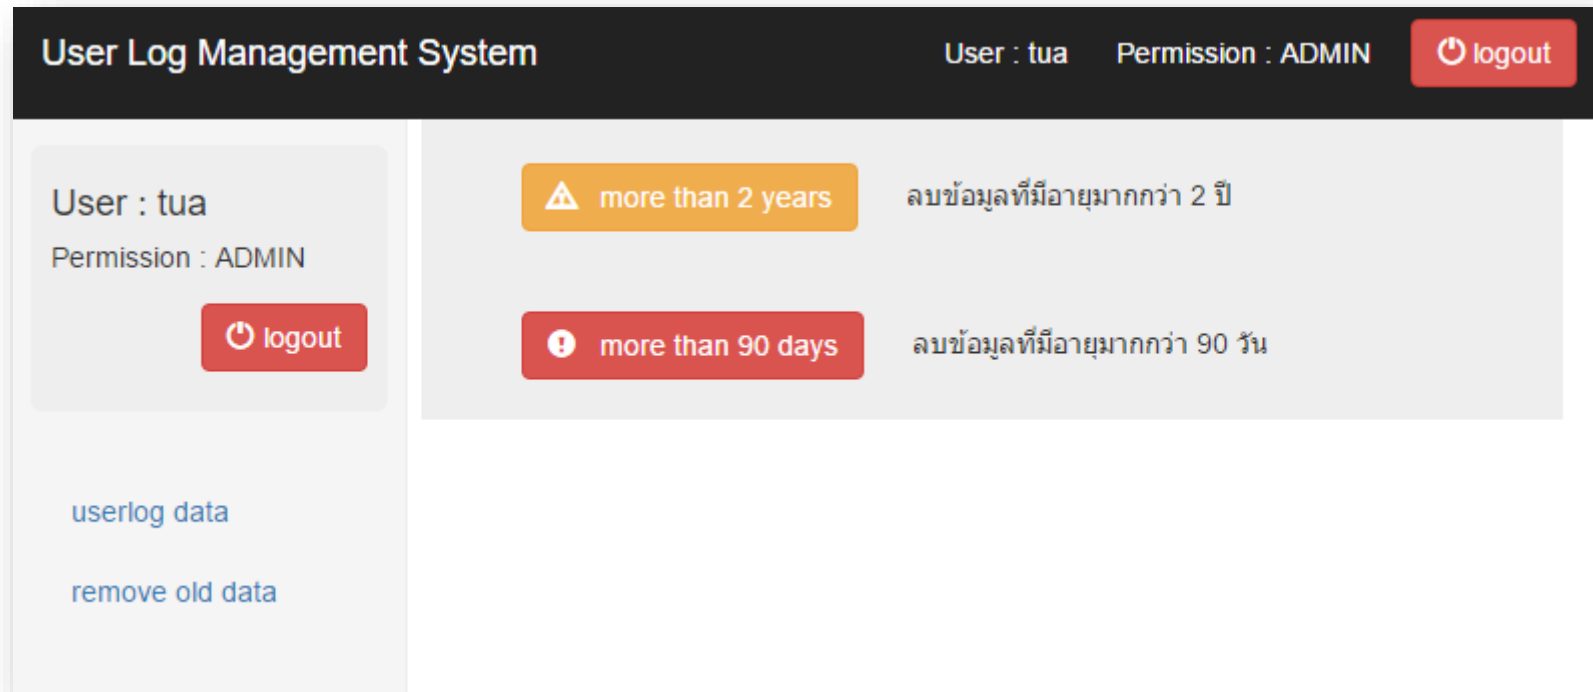 User Log Management System
User : tua
Permission : ADMIN
logout
User : tua
Permission : ADMIN
logout
userlog data
remove old data
more than 2 years ลบข้อมูลที่มีอายุมากกว่า 2 ปี
more than 90 days ลบข้อมูลที่มีอายุมากกว่า 90 วัน